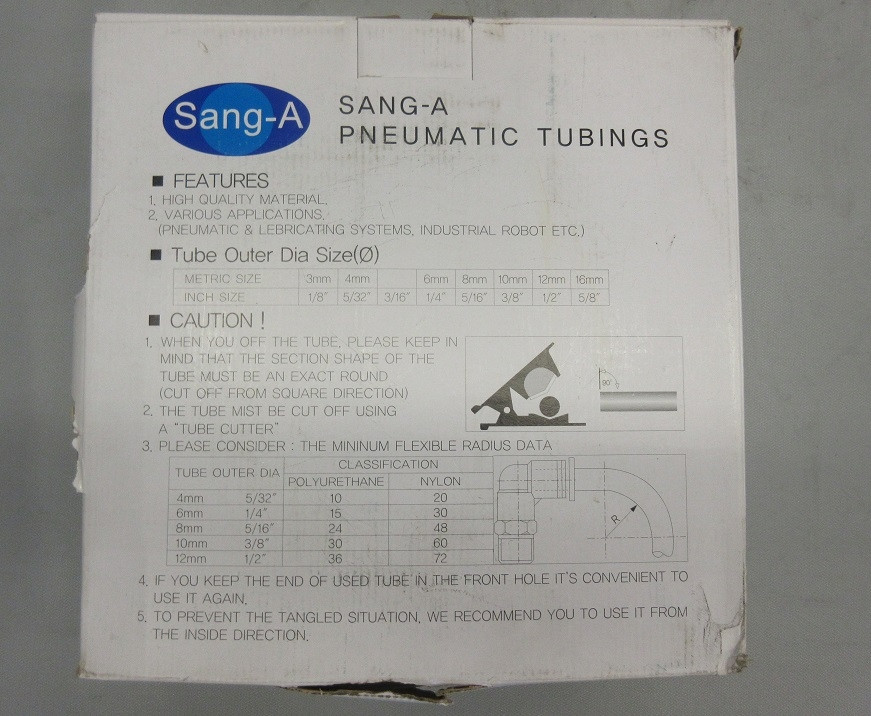 Sang-A
SANG-A
PNEUMATIC TUBINGS
■ FEATURES
1. HIGH QUALITY MATERIAL.
2. VARIOUS APPLICATIONS.
(PNEUMATIC & LEBRICATING SYSTEMS, INDUSTRIAL ROBOT ETC.)
■ Tube Outer Dia Size(Ø)
METRIC SIZE 3mm 4mm 6mm 8mm 10mm 12mm 16mm
INCH SIZE 1/8" 5/32" 3/16" 1/4" 5/16" 3/8" 1/2" 5/8"
■ CAUTION !
1. WHEN YOU OFF THE TUBE, PLEASE KEEP IN
MIND THAT THE SECTION SHAPE OF THE
TUBE MUST BE AN EXACT ROUND
(CUT OFF FROM SQUARE DIRECTION)
90°
2. THE TUBE MIST BE CUT OFF USING
A "TUBE CUTTER"
3. PLEASE CONSIDER : THE MININUM FLEXIBLE RADIUS DATA
TUBE OUTER DIA CLASSIFICATION
POLYURETHANE NYLON
4mm 5/32" 10 20
6mm 1/4" 15 30
8mm 5/16" 24 48
10mm 3/8" 30 60
12mm 1/2" 36 72
R
4. IF YOU KEEP THE END OF USED TUBE IN THE FRONT HOLE IT'S CONVENIENT TO
USE IT AGAIN.
5. TO PREVENT THE TANGLED SITUATION, WE RECOMMEND YOU TO USE IT FROM
THE INSIDE DIRECTION.